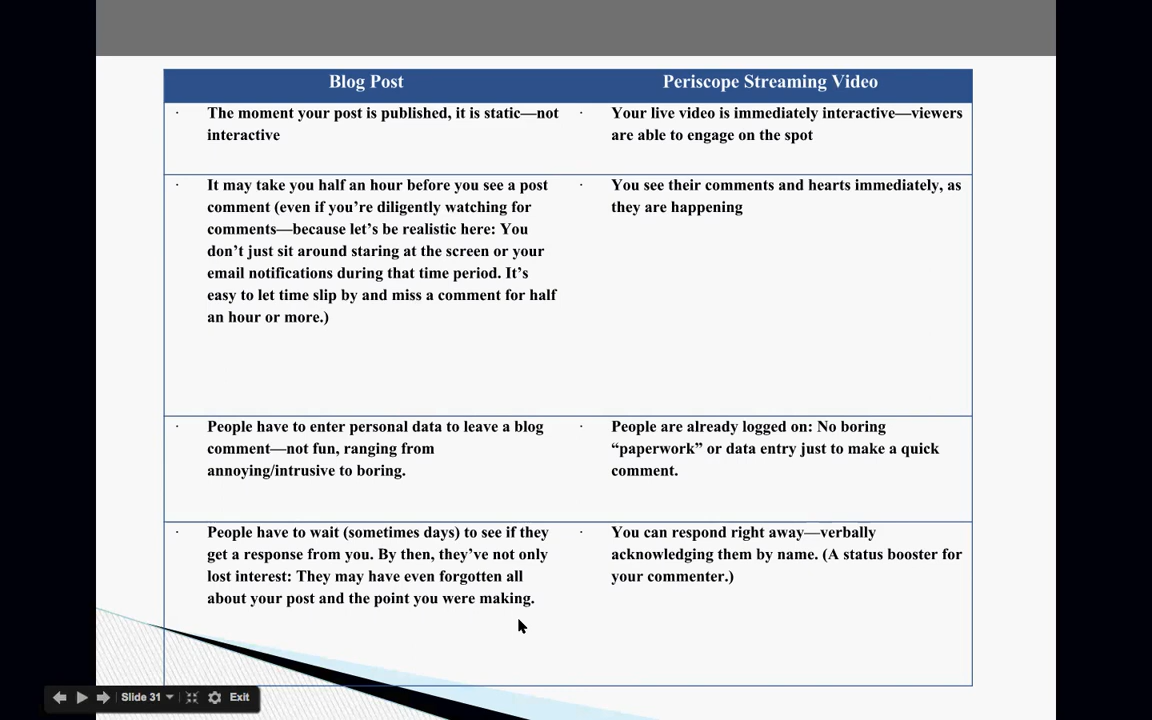 Blog Post
Periscope Streaming Video
· The moment your post is published, it is static—not
interactive
· Your live video is immediately interactive—viewers
are able to engage on the spot
· It may take you half an hour before you see a post
comment (even if you’re diligently watching for
comments—because let’s be realistic here: You
don’t just sit around staring at the screen or your
email notifications during that time period. It’s
easy to let time slip by and miss a comment for half
an hour or more.)
· You see their comments and hearts immediately, as
they are happening
· People have to enter personal data to leave a blog
comment—not fun, ranging from
annoying/intrusive to boring.
· People are already logged on: No boring
“paperwork” or data entry just to make a quick
comment.
· People have to wait (sometimes days) to see if they
get a response from you. By then, they’ve not only
lost interest: They may have even forgotten all
about your post and the point you were making.
· You can respond right away—verbally
acknowledging them by name. (A status booster for
your commenter.)
Slide 31
Exit